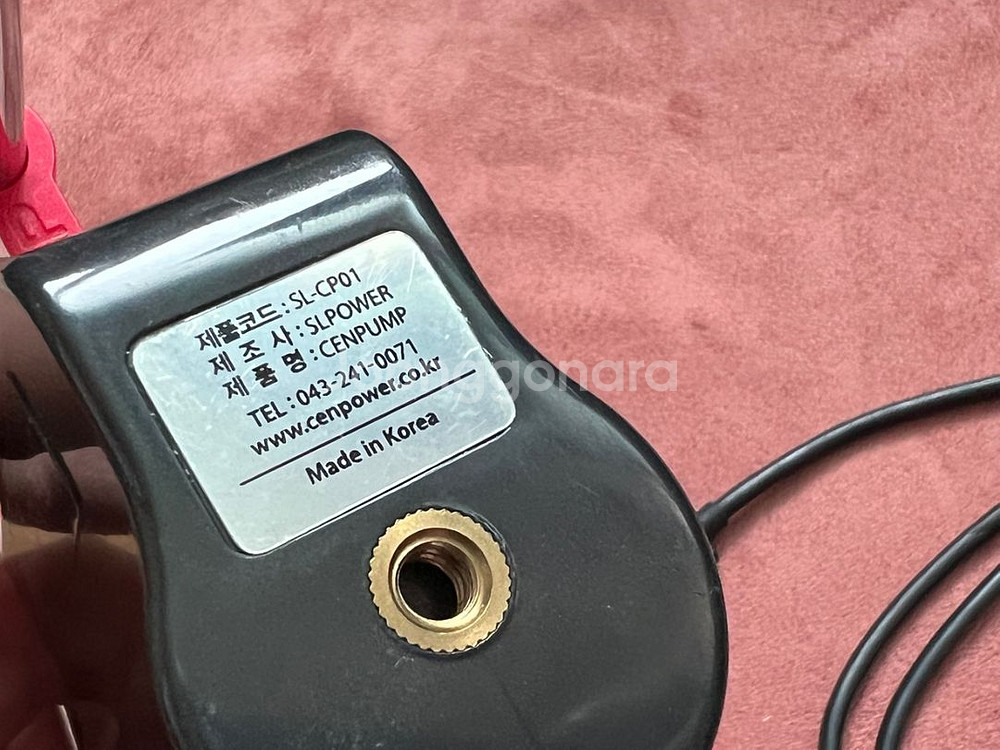 제품코드 : SL-CP01
제 조 사 : SLPOWER
제 품 명 : CENPUMP
TEL : 043-241-0071
www.cenpower.co.kr
Made in Korea